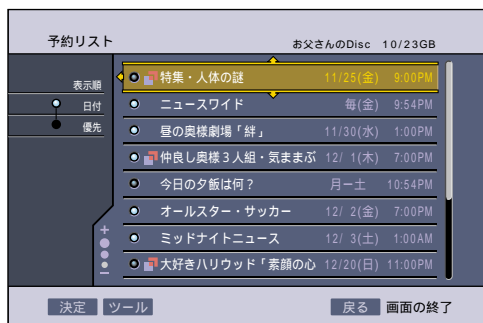 予約リスト
お父さんのDisc 10/23GB
表示順
日付
優先
特集・人体の謎 11/25(金) 9:00PM
ニュースワイド 毎(金) 9:54PM
昼の奥様劇場「絆」 11/30(水) 1:00PM
仲良し奥様3人組・気ままぶ 12/ 1(木) 7:00PM
今日の夕飯は何? 月ー土 10:54PM
オールスター・サッカー 12/ 2(金) 7:00PM
ミッドナイトニュース 12/ 3(土) 1:00AM
大好きハリウッド「素顔の心 12/20(日) 11:00PM
決定 ツール 戻る 画面の終了